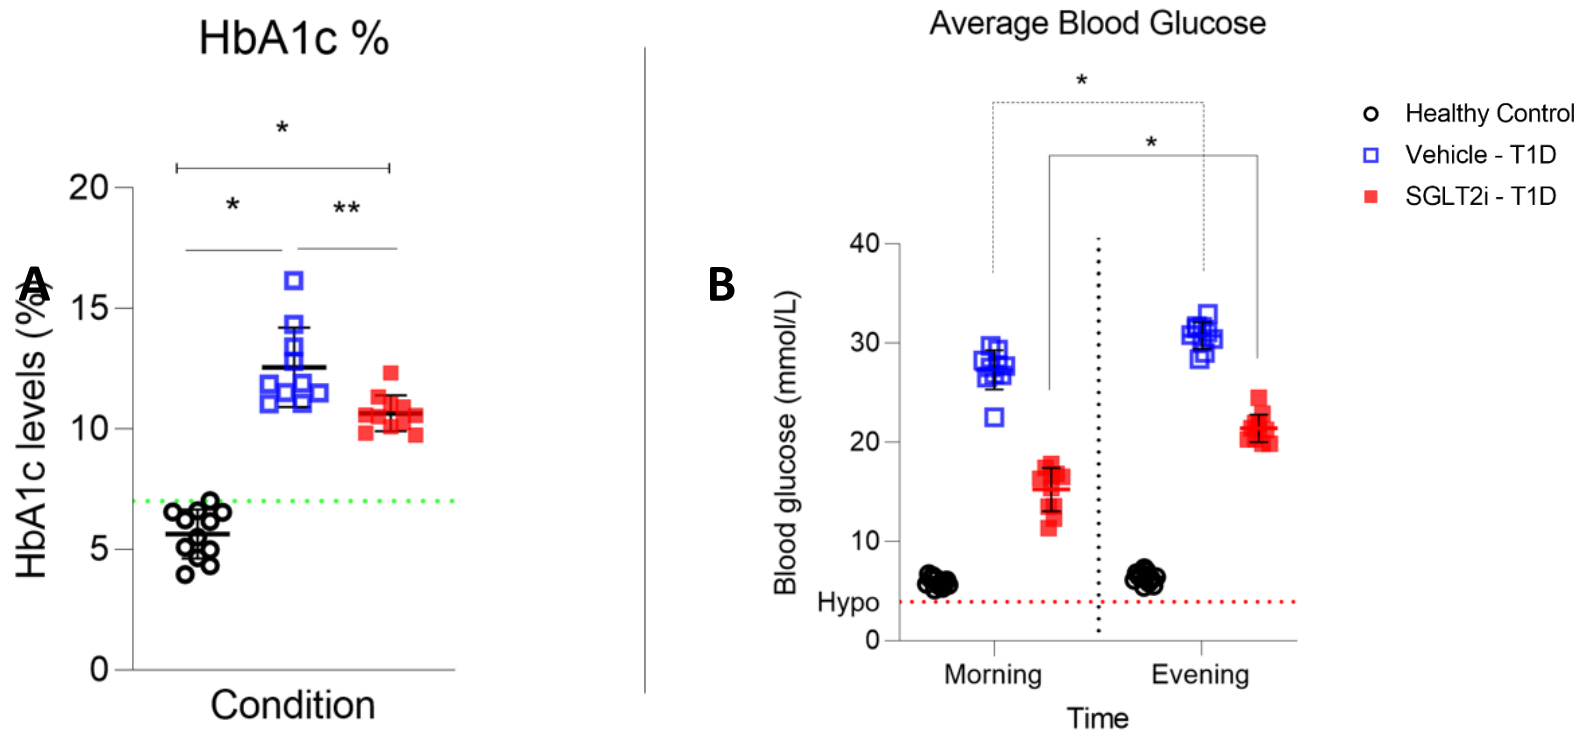 HbA1c %
*
*
**
20
15
10
5
0
HbA1c levels (%)
A
Condition
Average Blood Glucose
*
*
B
40
30
20
10
Hypo
0
Blood glucose (mmol/L)
Morning
Evening
Time
Healthy Control
Vehicle - T1D
SGLT2i - T1D